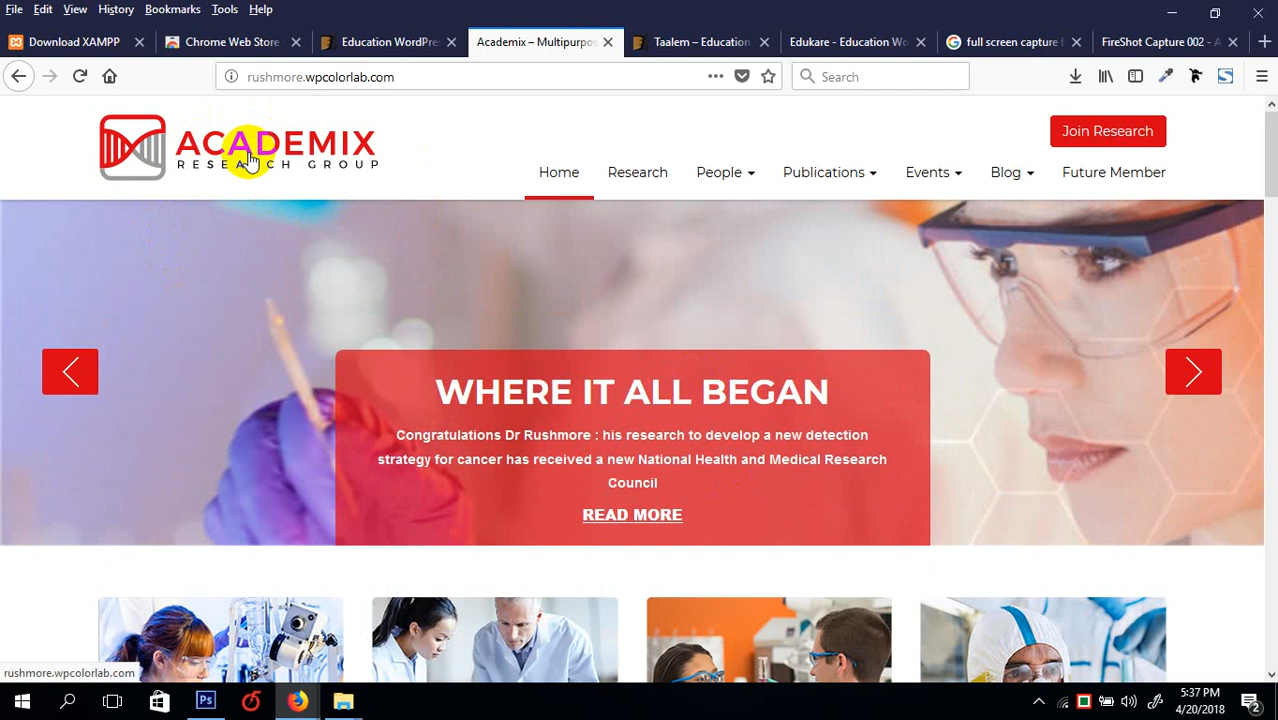 File Edit View History Bookmarks Tools Help
Download XAMPP
Chrome Web Store
Education WordPre
Academix – Multipurpos
Taalem – Education
Edukare - Education Wo
full screen capture f
FireShot Capture 002 - A
rushmore.wpcolorlab.com
Search
ACADEMIX
RESEARCH GROUP
Join Research
Home Research People Publications Events Blog Future Member
WHERE IT ALL BEGAN
Congratulations Dr Rushmore : his research to develop a new detection
strategy for cancer has received a new National Health and Medical Research
Council
READ MORE
rushmore.wpcolorlab.com
Ps
5:37 PM
4/20/2018
2